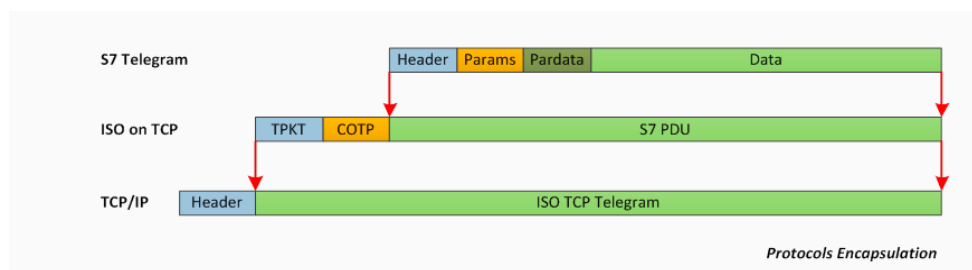 S7 Telegram Header Params Pardata Data
ISO on TCP TPKT COTP S7 PDU
TCP/IP Header ISO TCP Telegram
Protocols Encapsulation